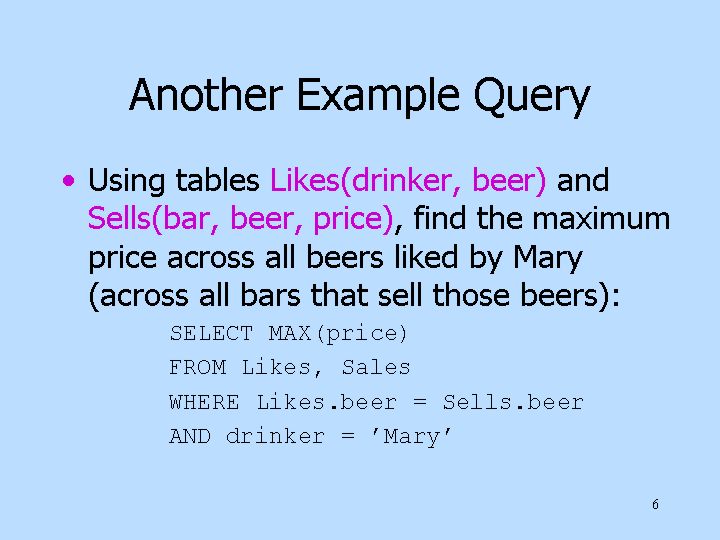 Another Example Query
• Using tables Likes(drinker, beer) and
Sells(bar, beer, price), find the maximum
price across all beers liked by Mary
(across all bars that sell those beers):
SELECT MAX(price)
FROM Likes, Sales
WHERE Likes.beer = Sells.beer
AND drinker = ’Mary’
6